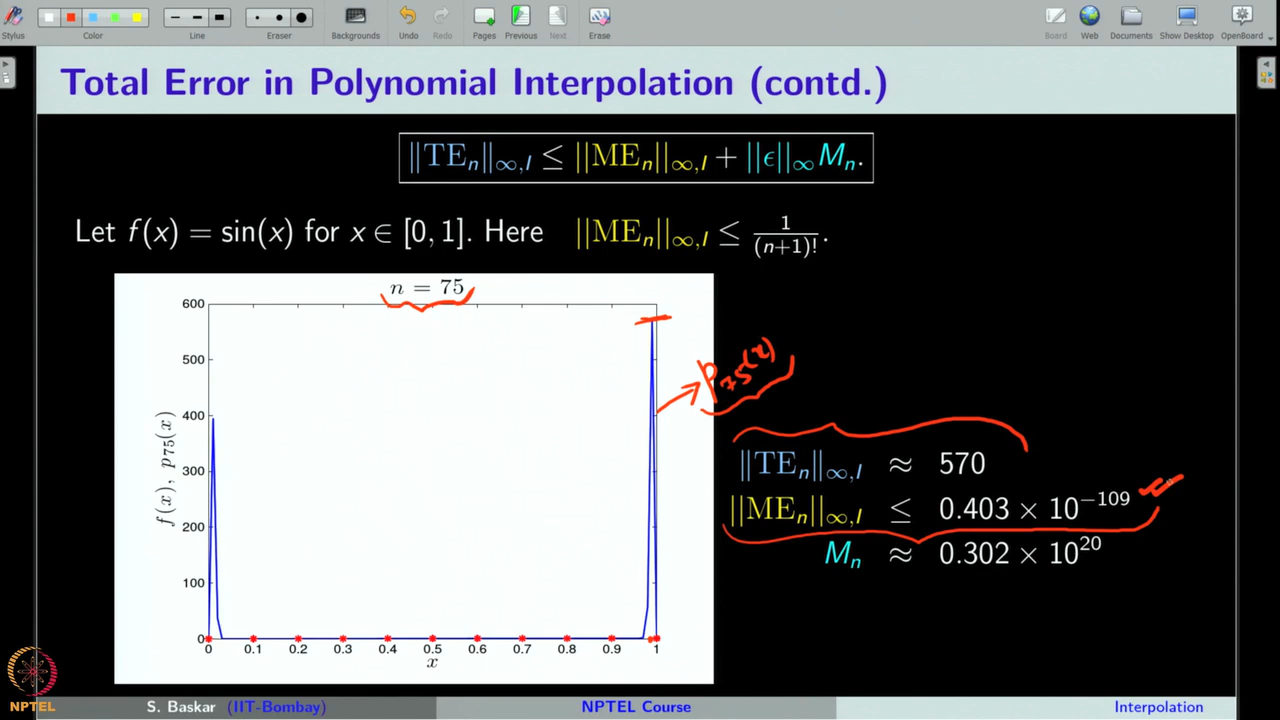 Stylus Color Line Eraser Backgrounds Undo Redo Pages Previous Next Erase Board Web Documents Show Desktop OpenBoard
Total Error in Polynomial Interpolation (contd.)
‖TEₙ‖∞,I ≤ ||MEₙ||∞,I + ||ϵ||∞Mₙ.
Let f(x) = sin(x) for x ∈ [0, 1]. Here ||MEₙ||∞,I ≤ 1/(n+1)!.
n = 75
600
500
400
300
200
100
0
f(x), p₇₅(x)
0 0.1 0.2 0.3 0.4 0.5 0.6 0.7 0.8 0.9 1
x
p₇₅(x)
‖TEₙ‖∞,I ≈ 570
||MEₙ||∞,I ≤ 0.403 × 10⁻¹⁰⁹
Mₙ ≈ 0.302 × 10²⁰
NPTEL
S. Baskar (IIT-Bombay) NPTEL Course Interpolation